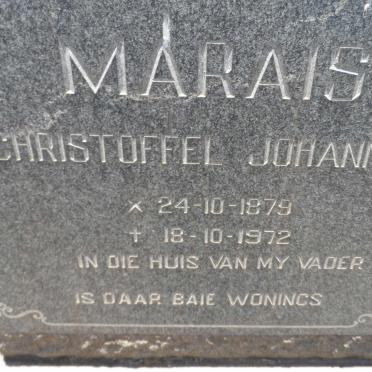 MARAIS
CHRISTOFFEL JOHANN
* 24-10-1879
† 18-10-1972
IN DIE HUIS VAN MY VADER
IS DAAR BAIE WONINGS